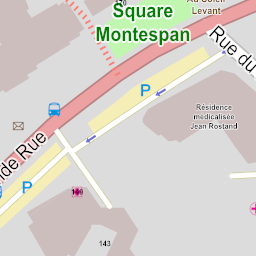 Au Soleil
Levant
Square
Montespan
Rue du
P
Résidence
médicalisée
Jean Rostand
de Rue
P
143